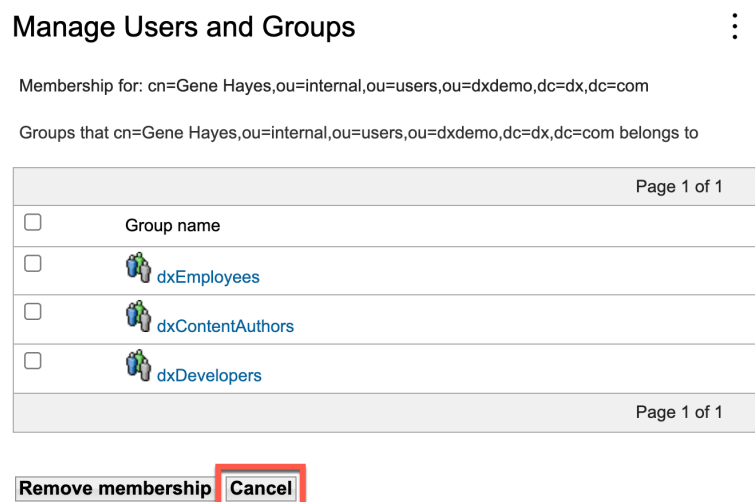 Manage Users and Groups
Membership for: cn=Gene Hayes,ou=internal,ou=users,ou=dxdemo,dc=dx,dc=com
Groups that cn=Gene Hayes,ou=internal,ou=users,ou=dxdemo,dc=dx,dc=com belongs to
Page 1 of 1
Group name
dxEmployees
dxContentAuthors
dxDevelopers
Page 1 of 1
Remove membership Cancel